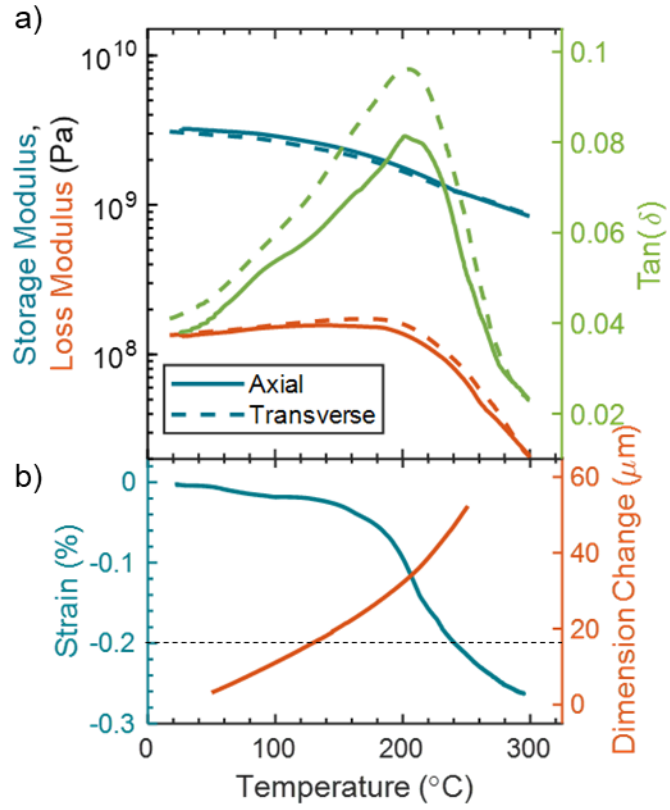 a)
10^10
10^9
10^8
Storage Modulus,
Loss Modulus (Pa)
0.1
0.08
0.06
0.04
0.02
Tan(δ)
Axial
Transverse
b)
0
-0.1
-0.2
-0.3
Strain (%)
60
40
20
0
Dimension Change (μm)
0
100
200
300
Temperature (°C)